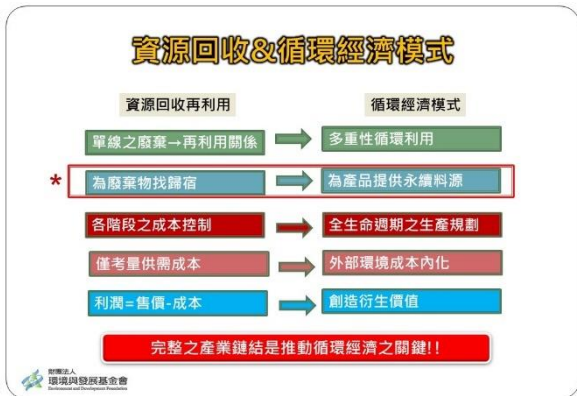 資源回收&循環經濟模式
資源回收再利用
循環經濟模式
單線之廢棄→再利用關係
多重性循環利用
* 為廢棄物找歸宿
為產品提供永續料源
各階段之成本控制
全生命週期之生產規劃
僅考量供需成本
外部環境成本內化
利潤=售價-成本
創造衍生價值
完整之產業鏈結是推動循環經濟之關鍵!!
財團法人
環境與發展基金會
Environment and Development Foundation